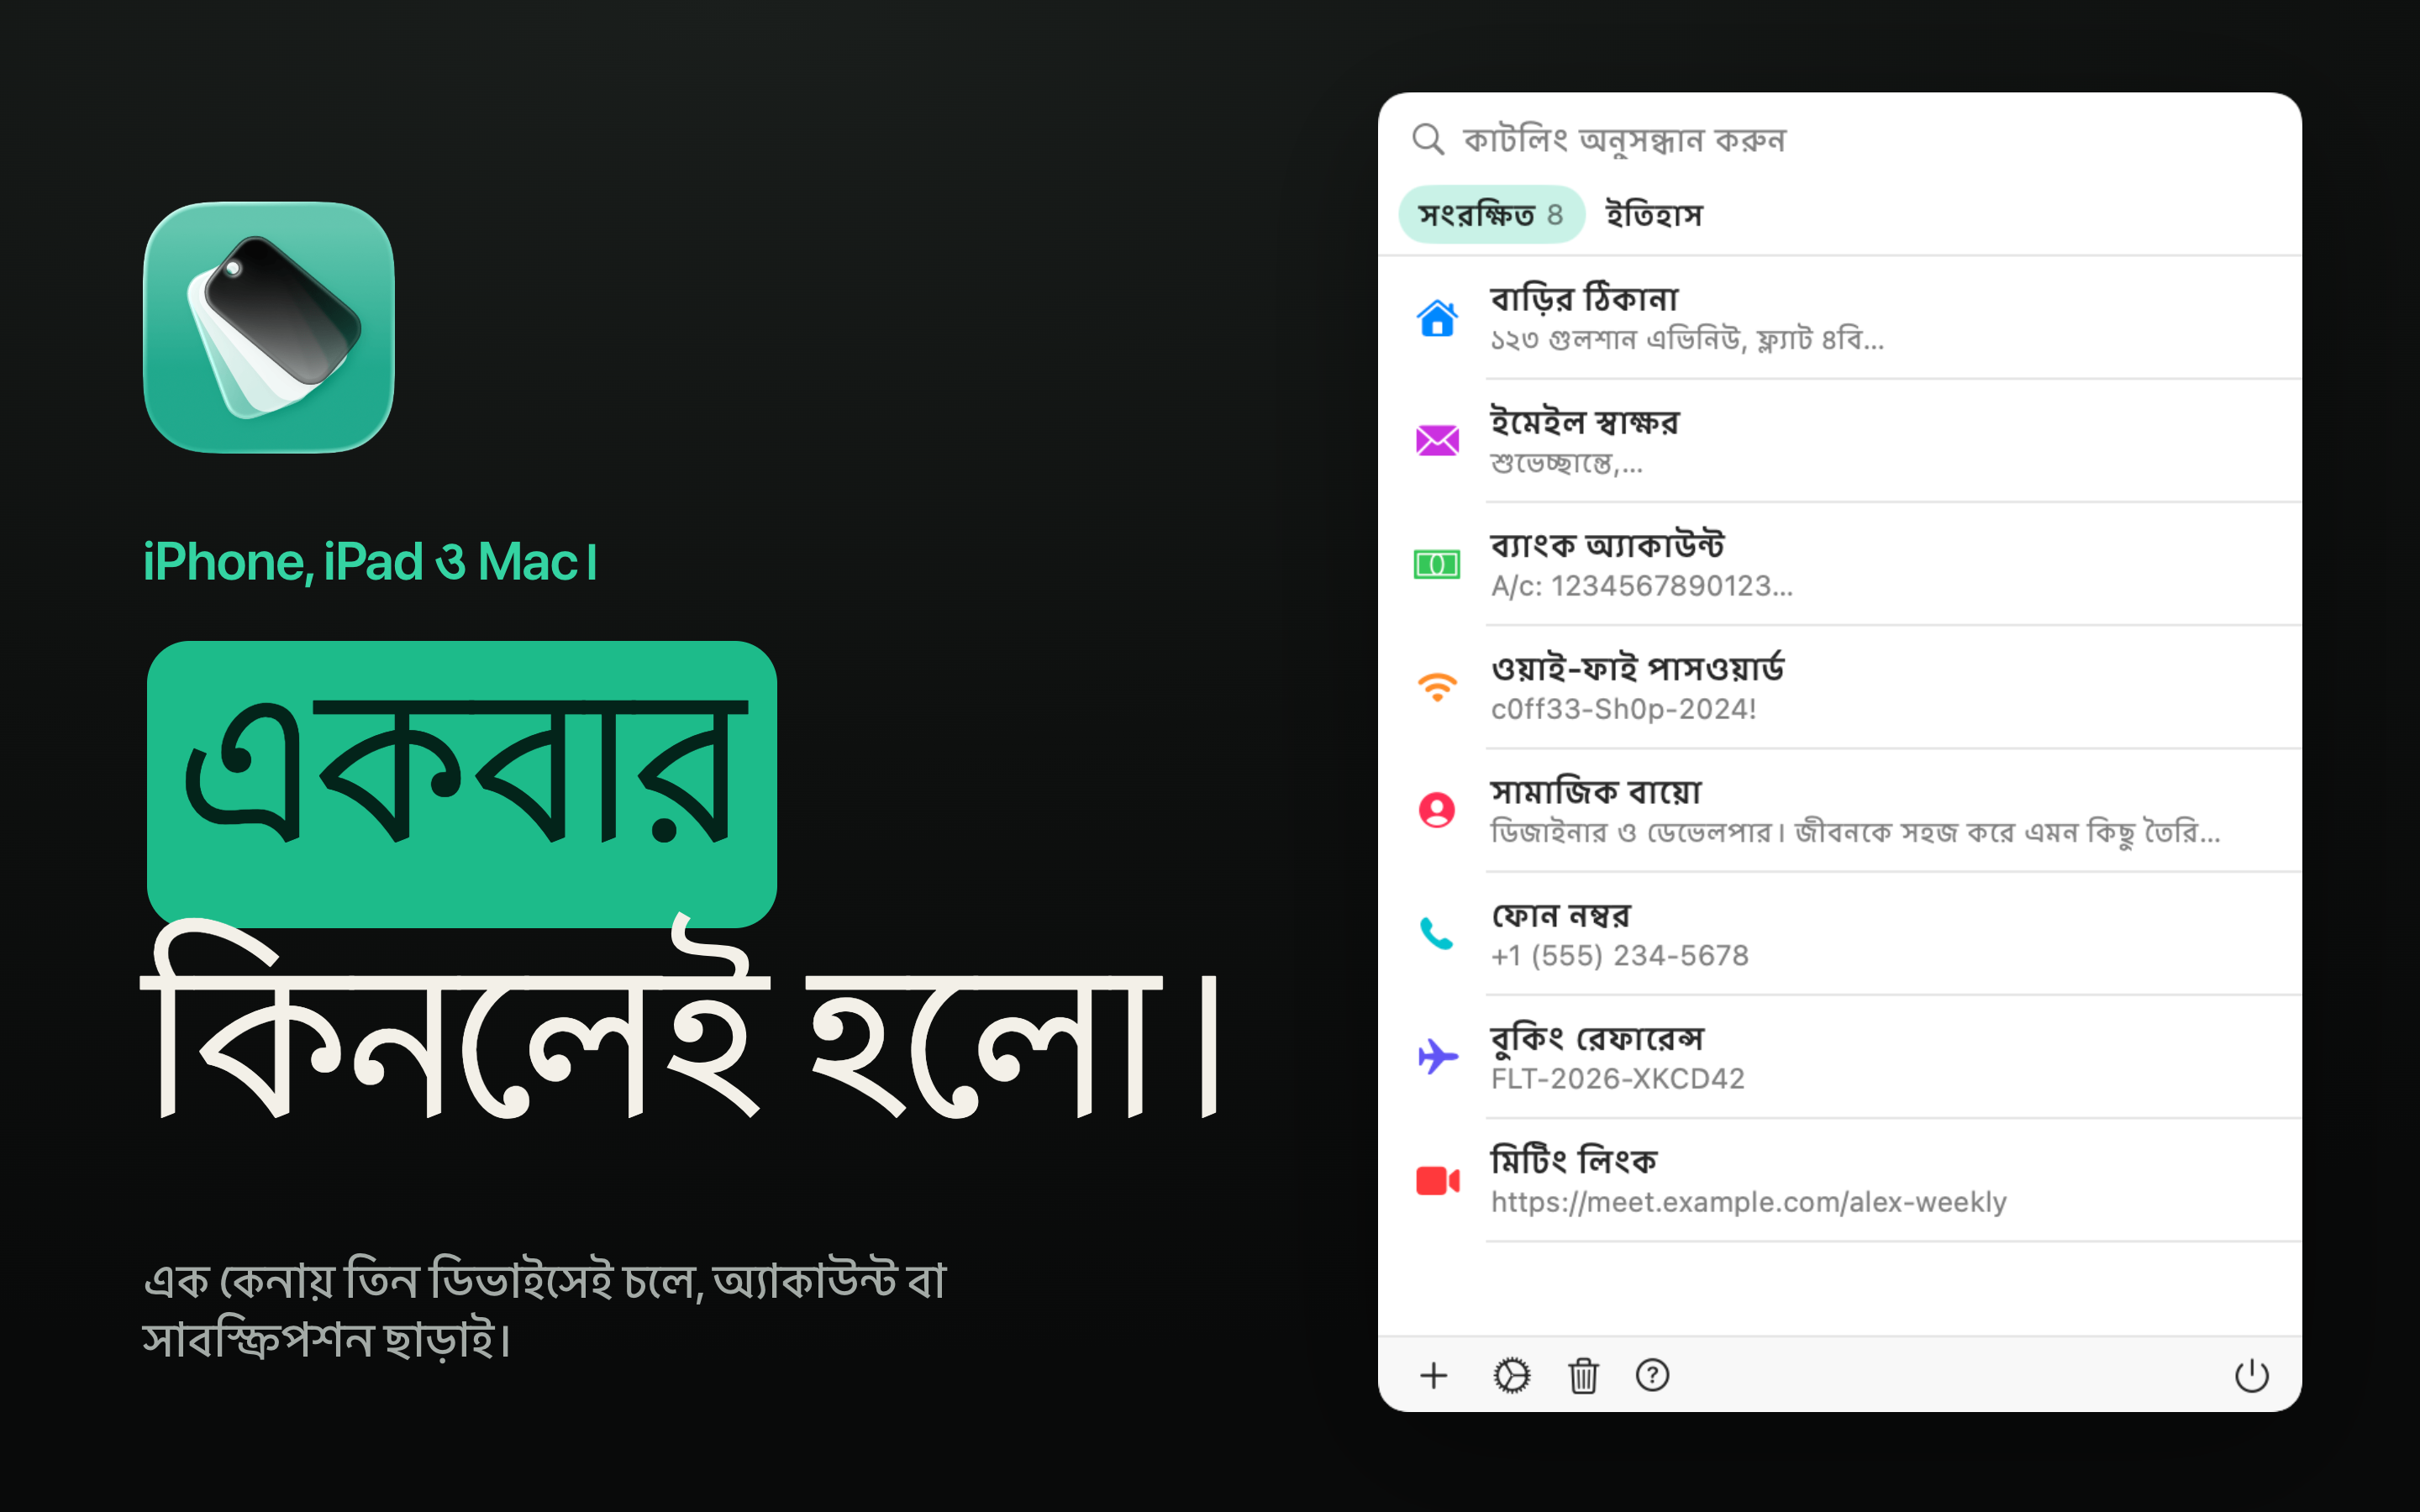 iPhone, iPad ও Mac।
একবার
কিনলেই হলো।
এক কেনায় তিন ডিভাইসেই চলে, অ্যাকাউন্ট বা
সাবস্ক্রিপশন ছাড়াই।
কাটলিং অনুসন্ধান করুন
সংরক্ষিত 8 ইতিহাস
বাড়ির ঠিকানা
১২৩ গুলশান এভিনিউ, ফ্ল্যাট ৪বি...
ইমেইল স্বাক্ষর
শুভেচ্ছান্তে,...
ব্যাংক অ্যাকাউন্ট
A/c: 1234567890123...
ওয়াই-ফাই পাসওয়ার্ড
c0ff33-Sh0p-2024!
সামাজিক বায়ো
ডিজাইনার ও ডেভেলপার। জীবনকে সহজ করে এমন কিছু তৈরি...
ফোন নম্বর
+1 (555) 234-5678
বুকিং রেফারেন্স
FLT-2026-XKCD42
মিটিং লিংক
https://meet.example.com/alex-weekly